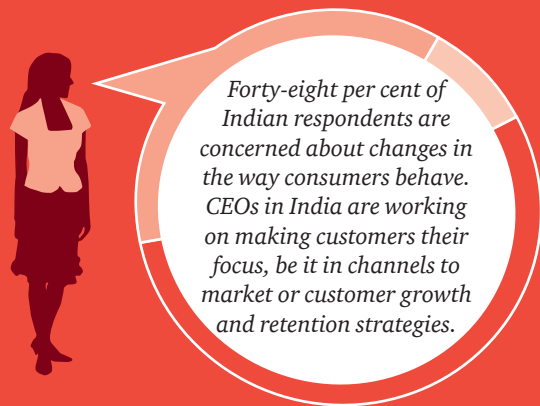 Forty-eight per cent of
Indian respondents are
concerned about changes in
the way consumers behave.
CEOs in India are working
on making customers their
focus, be it in channels to
market or customer growth
and retention strategies.